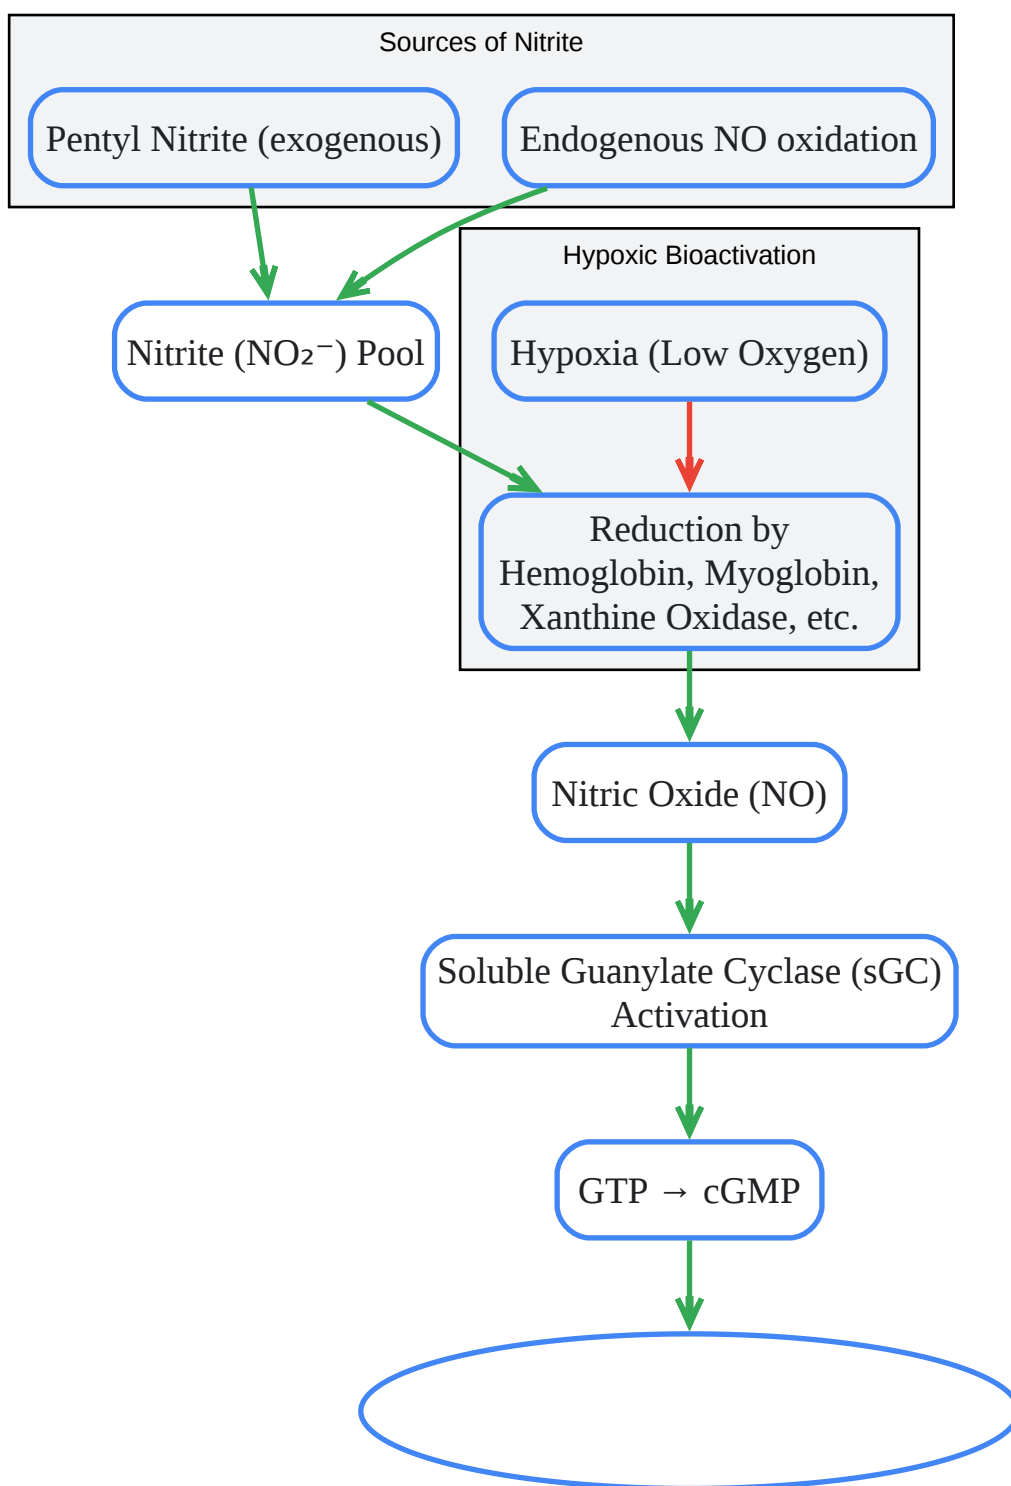 Sources of Nitrite
Pentyl Nitrite (exogenous)
Endogenous NO oxidation
Hypoxic Bioactivation
Nitrite (NO₂⁻) Pool
Hypoxia (Low Oxygen)
Reduction by
Hemoglobin, Myoglobin,
Xanthine Oxidase, etc.
Nitric Oxide (NO)
Soluble Guanylate Cyclase (sGC)
Activation
GTP → cGMP